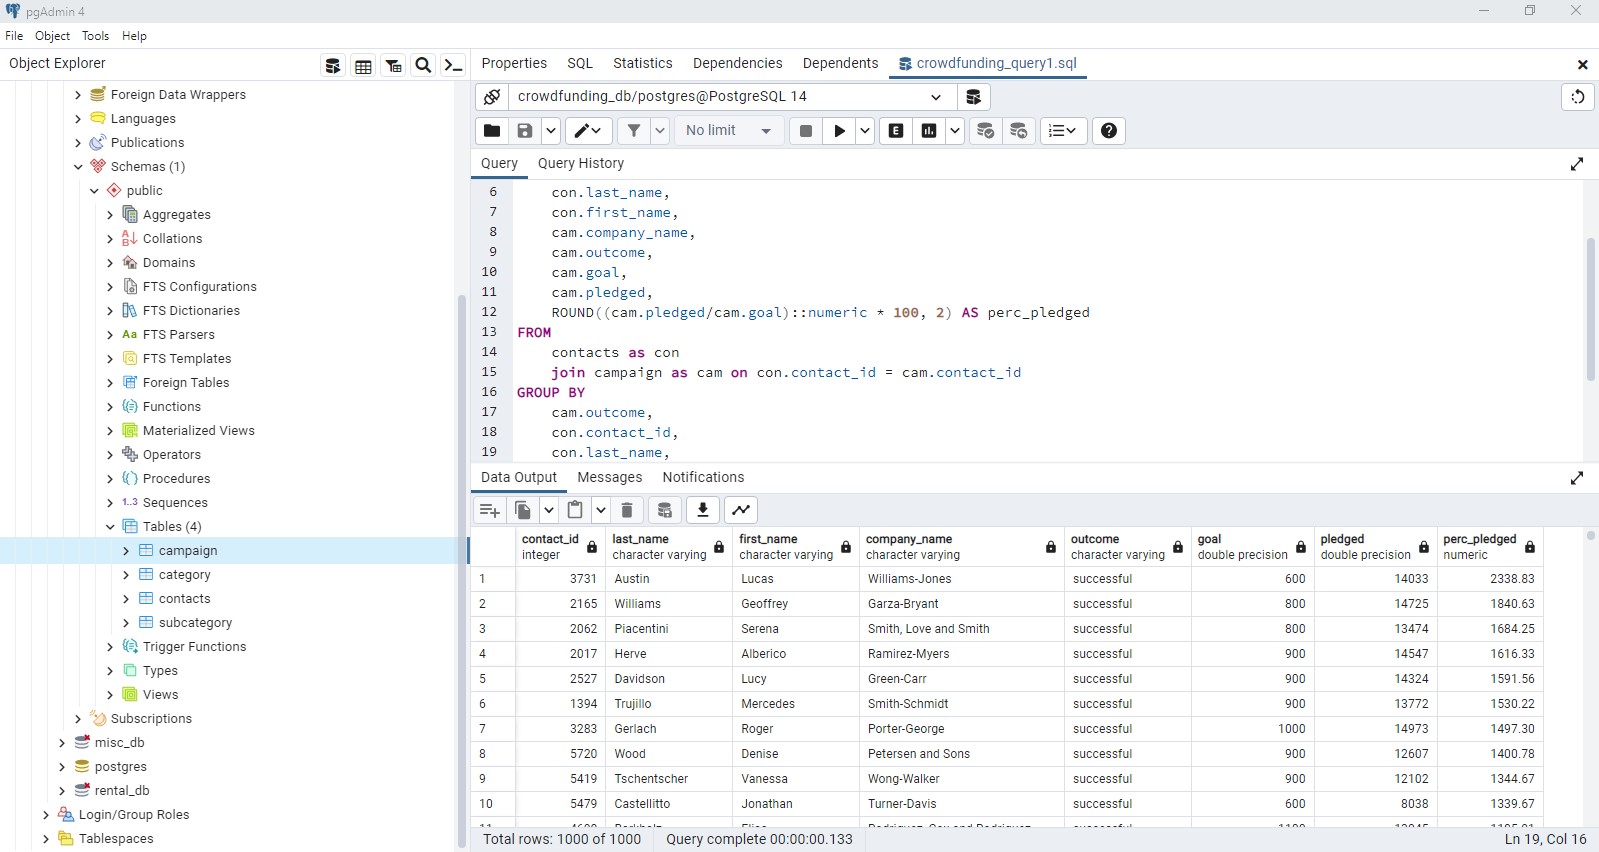 pgAdmin 4
File Object Tools Help
Object Explorer
Foreign Data Wrappers
Languages
Publications
Schemas (1)
public
Aggregates
Collations
Domains
FTS Configurations
FTS Dictionaries
Aa FTS Parsers
FTS Templates
Foreign Tables
Functions
Materialized Views
Operators
Procedures
1..3 Sequences
Tables (4)
campaign
category
contacts
subcategory
Trigger Functions
Types
Views
Subscriptions
misc_db
postgres
rental_db
Login/Group Roles
Tablespaces
Properties SQL Statistics Dependencies Dependents crowdfunding_query1.sql
crowdfunding_db/postgres@PostgreSQL 14
No limit E
Query Query History
6 con.last_name,
7 con.first_name,
8 cam.company_name,
9 cam.outcome,
10 cam.goal,
11 cam.pledged,
12 ROUND((cam.pledged/cam.goal)::numeric * 100, 2) AS perc_pledged
13 FROM
14 contacts as con
15 join campaign as cam on con.contact_id = cam.contact_id
16 GROUP BY
17 cam.outcome,
18 con.contact_id,
19 con.last_name,
Data Output Messages Notifications
contact_id last_name first_name company_name outcome goal pledged perc_pledged
integer character varying character varying character varying character varying double precision double precision numeric
1 3731 Austin Lucas Williams-Jones successful 600 14033 2338.83
2 2165 Williams Geoffrey Garza-Bryant successful 800 14725 1840.63
3 2062 Piacentini Serena Smith, Love and Smith successful 800 13474 1684.25
4 2017 Herve Alberico Ramirez-Myers successful 900 14547 1616.33
5 2527 Davidson Lucy Green-Carr successful 900 14324 1591.56
6 1394 Trujillo Mercedes Smith-Schmidt successful 900 13772 1530.22
7 3283 Gerlach Roger Porter-George successful 1000 14973 1497.30
8 5720 Wood Denise Petersen and Sons successful 900 12607 1400.78
9 5419 Tschentscher Vanessa Wong-Walker successful 900 12102 1344.67
10 5479 Castellitto Jonathan Turner-Davis successful 600 8038 1339.67
Total rows: 1000 of 1000 Query complete 00:00:00.133 Ln 19, Col 16